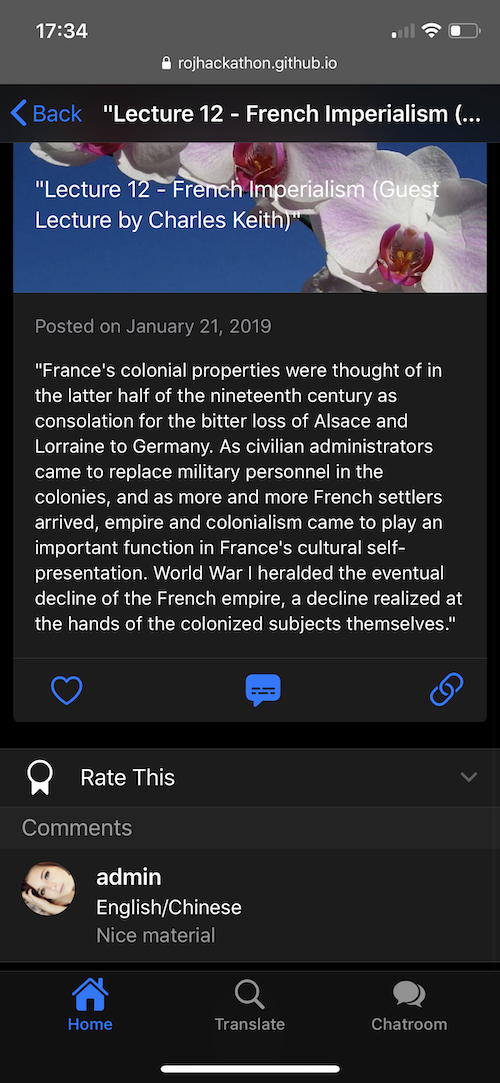 17:34
rojhackathon.github.io
Back "Lecture 12 - French Imperialism (...
"Lecture 12 - French Imperialism (Guest
Lecture by Charles Keith)"
Posted on January 21, 2019
"France's colonial properties were thought of in
the latter half of the nineteenth century as
consolation for the bitter loss of Alsace and
Lorraine to Germany. As civilian administrators
came to replace military personnel in the
colonies, and as more and more French settlers
arrived, empire and colonialism came to play an
important function in France's cultural self-
presentation. World War I heralded the eventual
decline of the French empire, a decline realized at
the hands of the colonized subjects themselves."
Rate This
Comments
admin
English/Chinese
Nice material
Home Translate Chatroom